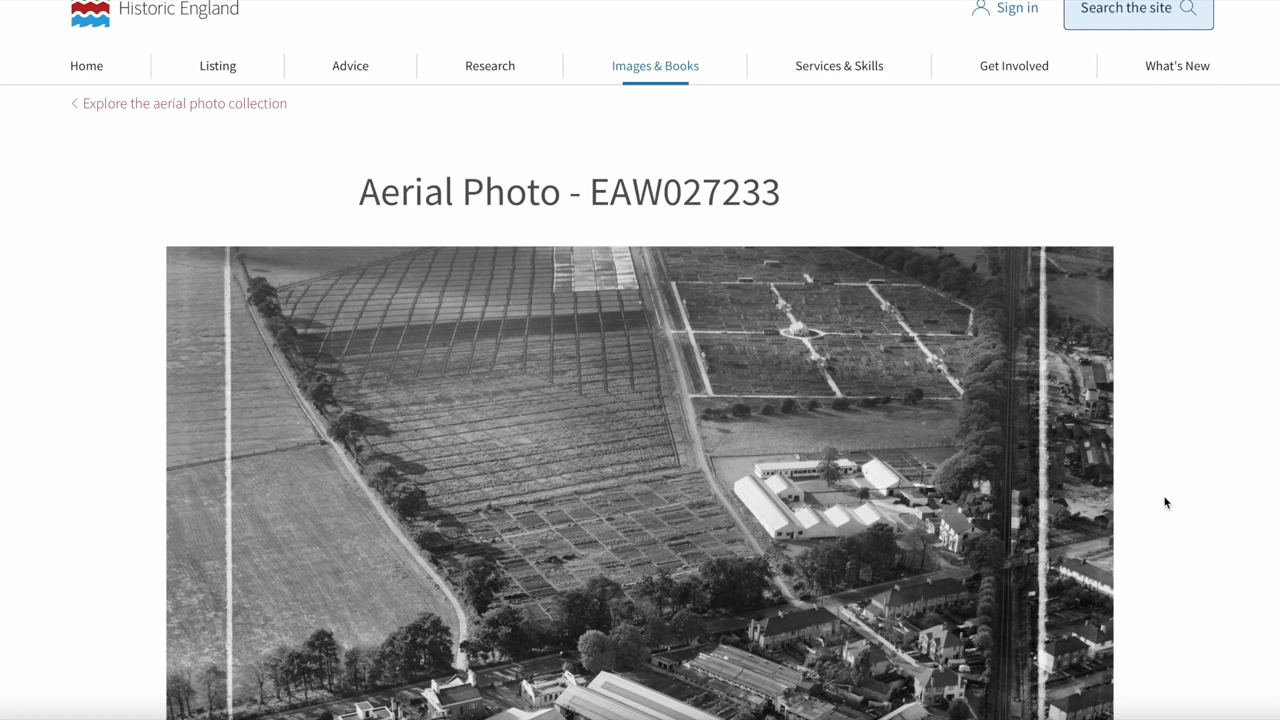 Historic England
Sign in
Search the site
Home
Listing
Advice
Research
Images & Books
Services & Skills
Get Involved
What's New
Explore the aerial photo collection
Aerial Photo - EAW027233